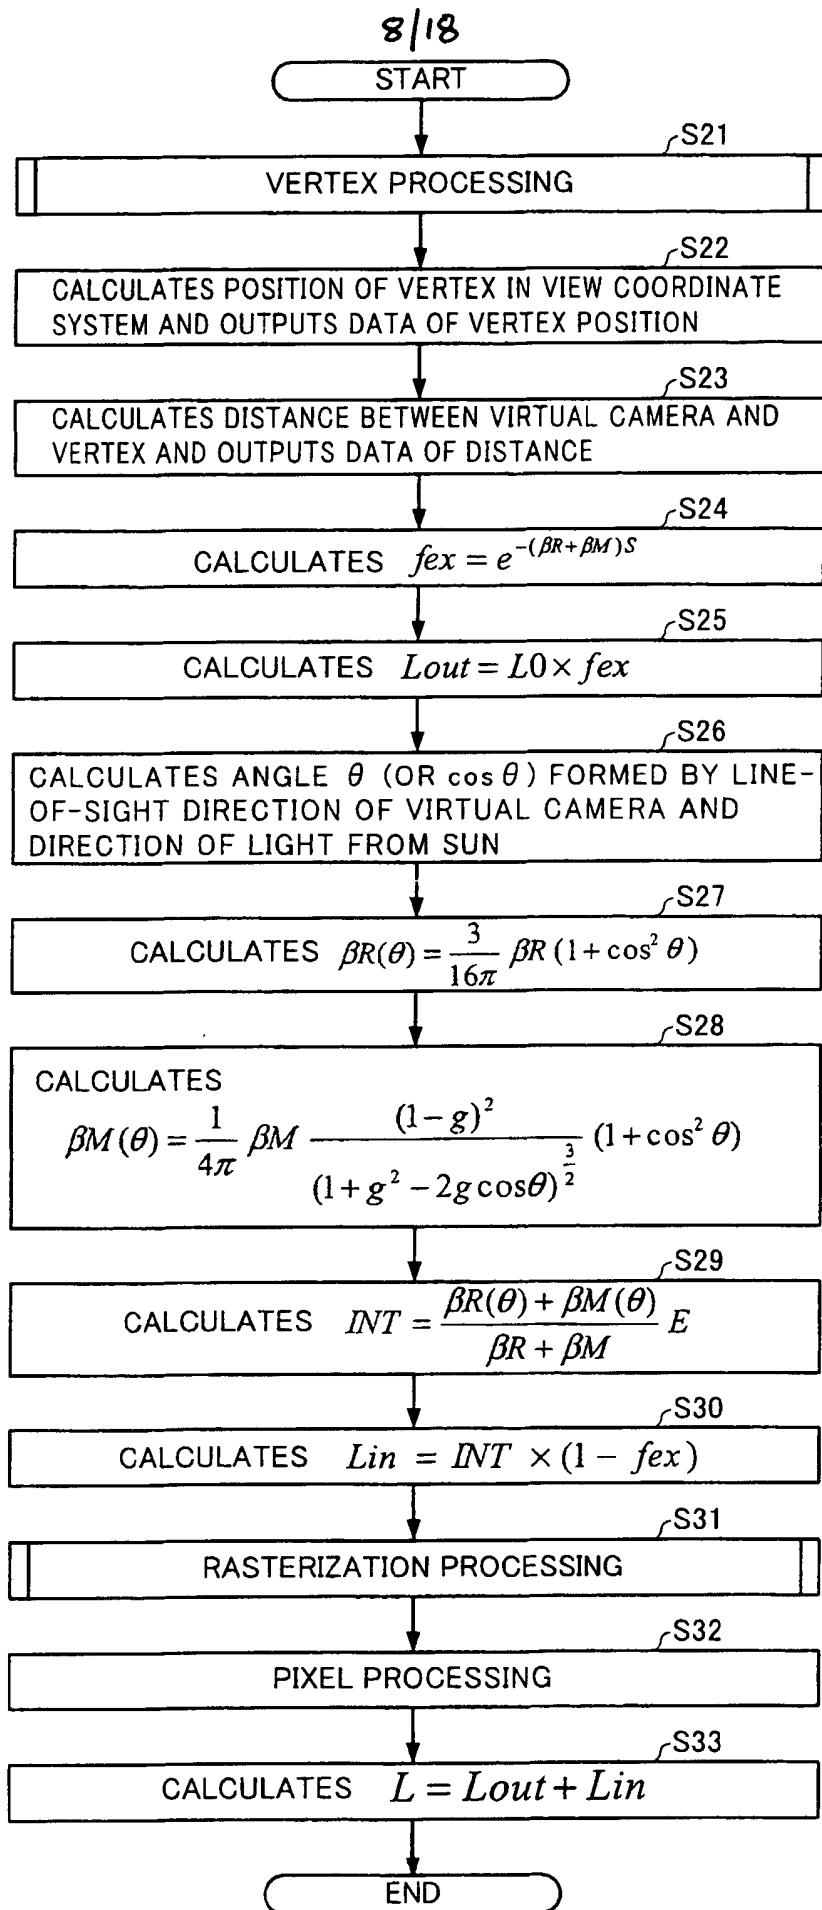 8/18
START
S21
VERTEX PROCESSING
S22
CALCULATES POSITION OF VERTEX IN VIEW COORDINATE
SYSTEM AND OUTPUTS DATA OF VERTEX POSITION
S23
CALCULATES DISTANCE BETWEEN VIRTUAL CAMERA AND
VERTEX AND OUTPUTS DATA OF DISTANCE
S24
CALCULATES fex = e^{-(βR+βM)S}
S25
CALCULATES Lout = L0 × fex
S26
CALCULATES ANGLE θ (OR cos θ) FORMED BY LINE-
OF-SIGHT DIRECTION OF VIRTUAL CAMERA AND
DIRECTION OF LIGHT FROM SUN
S27
CALCULATES βR(θ) = \frac{3}{16π} βR (1 + cos² θ)
S28
CALCULATES
βM(θ) = \frac{1}{4π} βM \frac{(1 − g)²}{(1 + g² − 2g cosθ)^{\frac{3}{2}}} (1 + cos² θ)
S29
CALCULATES INT = \frac{βR(θ) + βM(θ)}{βR + βM} E
S30
CALCULATES Lin = INT × (1 − fex)
S31
RASTERIZATION PROCESSING
S32
PIXEL PROCESSING
S33
CALCULATES L = Lout + Lin
END